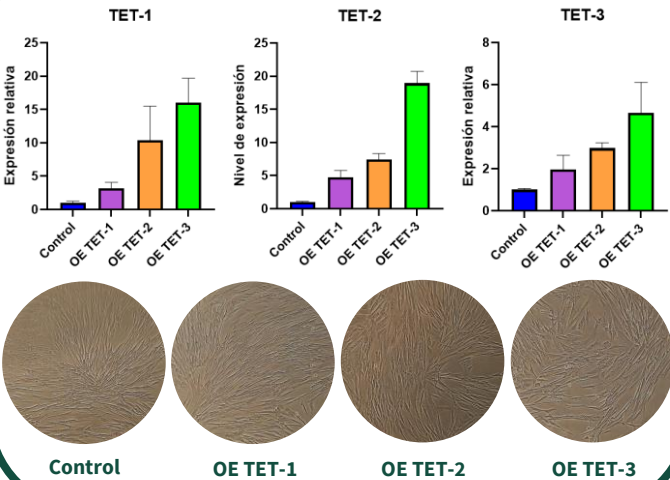 TET-1
Expresión relativa
25
20
15
10
5
0
Control
OE TET-1
OE TET-2
OE TET-3
TET-2
Nivel de expresión
25
20
15
10
5
0
Control
OE TET-1
OE TET-2
OE TET-3
TET-3
Expresión relativa
8
6
4
2
0
Control
OE TET-1
OE TET-2
OE TET-3
Control
OE TET-1
OE TET-2
OE TET-3